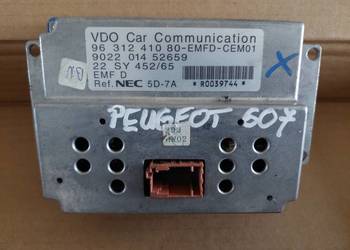 VDO Car Communication
96 312 410 80-EMFD-CEM01
9022 014 52659
22 SY 452/65
EMF D
Ref. NEC 5D-7A
* R0039744 *
PEUGEOT 607